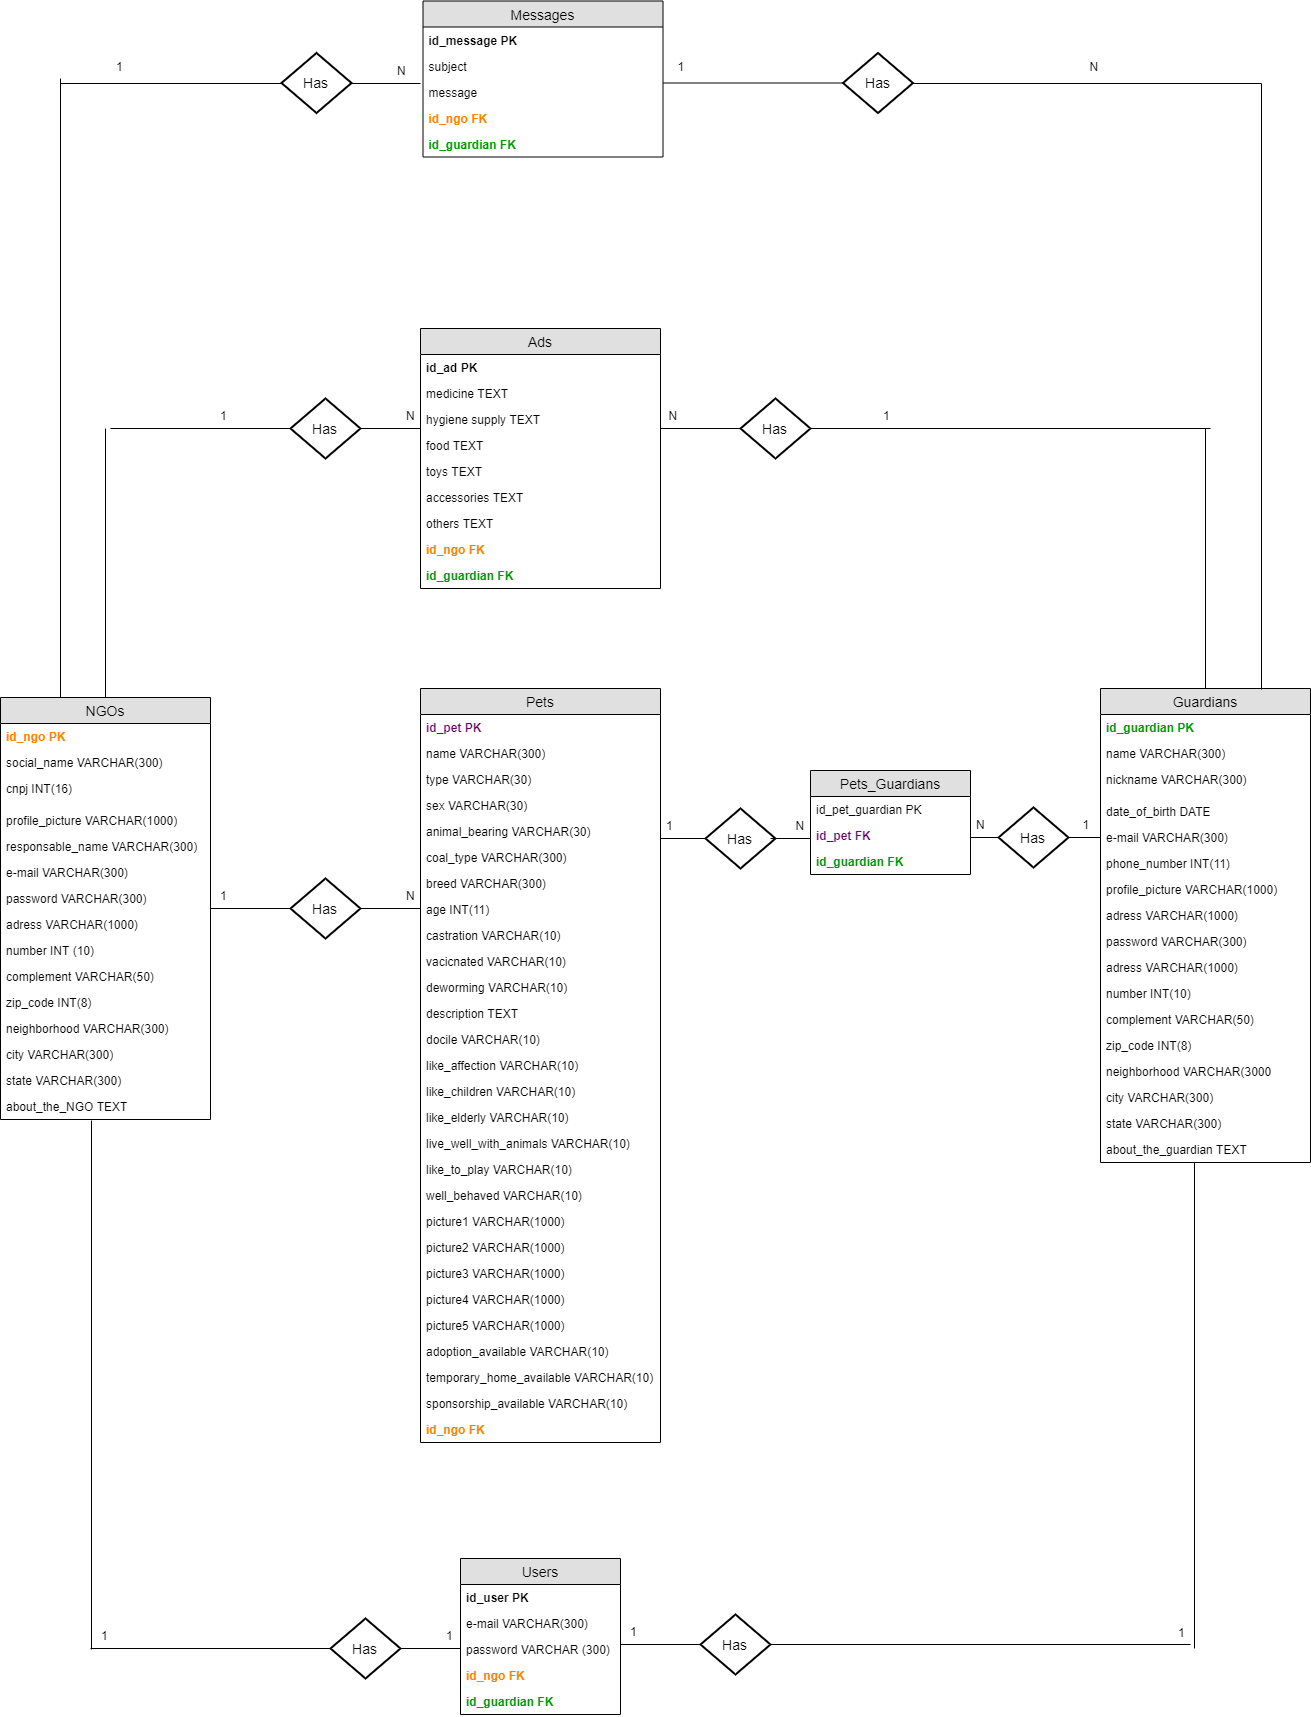 Messages
id_message PK
subject
message
id_ngo FK
id_guardian FK
1
Has
N
1
Has
N
Ads
id_ad PK
medicine TEXT
hygiene supply TEXT
food TEXT
toys TEXT
accessories TEXT
others TEXT
id_ngo FK
id_guardian FK
1
Has
N
N
Has
1
NGOs
id_ngo PK
social_name VARCHAR(300)
cnpj INT(16)
profile_picture VARCHAR(1000)
responsable_name VARCHAR(300)
e-mail VARCHAR(300)
password VARCHAR(300)
adress VARCHAR(1000)
number INT (10)
complement VARCHAR(50)
zip_code INT(8)
neighborhood VARCHAR(300)
city VARCHAR(300)
state VARCHAR(300)
about_the_NGO TEXT
1
Has
N
Pets
id_pet PK
name VARCHAR(300)
type VARCHAR(30)
sex VARCHAR(30)
animal_bearing VARCHAR(30)
coal_type VARCHAR(300)
breed VARCHAR(300)
age INT(11)
castration VARCHAR(10)
vacicnated VARCHAR(10)
deworming VARCHAR(10)
description TEXT
docile VARCHAR(10)
like_affection VARCHAR(10)
like_children VARCHAR(10)
like_elderly VARCHAR(10)
live_well_with_animals VARCHAR(10)
like_to_play VARCHAR(10)
well_behaved VARCHAR(10)
picture1 VARCHAR(1000)
picture2 VARCHAR(1000)
picture3 VARCHAR(1000)
picture4 VARCHAR(1000)
picture5 VARCHAR(1000)
adoption_available VARCHAR(10)
temporary_home_available VARCHAR(10)
sponsorship_available VARCHAR(10)
id_ngo FK
1
Has
N
Pets_Guardians
id_pet_guardian PK
id_pet FK
id_guardian FK
N
Has
1
Guardians
id_guardian PK
name VARCHAR(300)
nickname VARCHAR(300)
date_of_birth DATE
e-mail VARCHAR(300)
phone_number INT(11)
profile_picture VARCHAR(1000)
adress VARCHAR(1000)
password VARCHAR(300)
adress VARCHAR(1000)
number INT(10)
complement VARCHAR(50)
zip_code INT(8)
neighborhood VARCHAR(3000
city VARCHAR(300)
state VARCHAR(300)
about_the_guardian TEXT
Users
id_user PK
e-mail VARCHAR(300)
password VARCHAR (300)
id_ngo FK
id_guardian FK
1
Has
1
1
Has
1